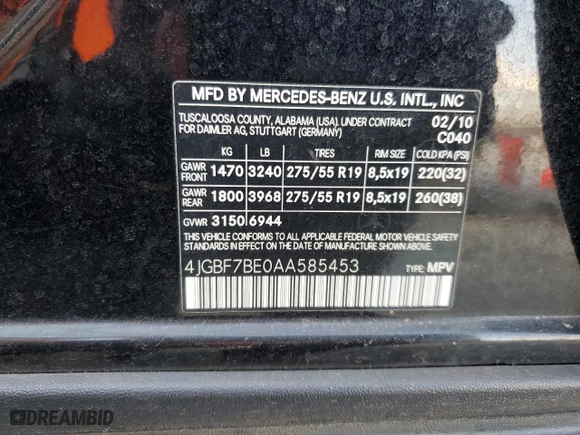 MFD BY MERCEDES-BENZ U.S. INTL., INC
TUSCALOOSA COUNTY, ALABAMA (USA). UNDER CONTRACT 02/10
FOR DAIMLER AG, STUTTGART (GERMANY) C040
KG LB TIRES RIM SIZE COLD KPA (PSI)
GAWR FRONT 1470 3240 275/55 R19 8,5x19 220(32)
GAWR REAR 1800 3968 275/55 R19 8,5x19 260(38)
GVWR 3150 6944
THIS VEHICLE CONFORMS TO ALL APPLICABLE FEDERAL MOTOR VEHICLE SAFETY
STANDARDS IN EFFECT ON THE DATE OF MANUFACTURE SHOWN ABOVE.
4JGBF7BE0AA585453 TYPE: MPV
DREAMBID